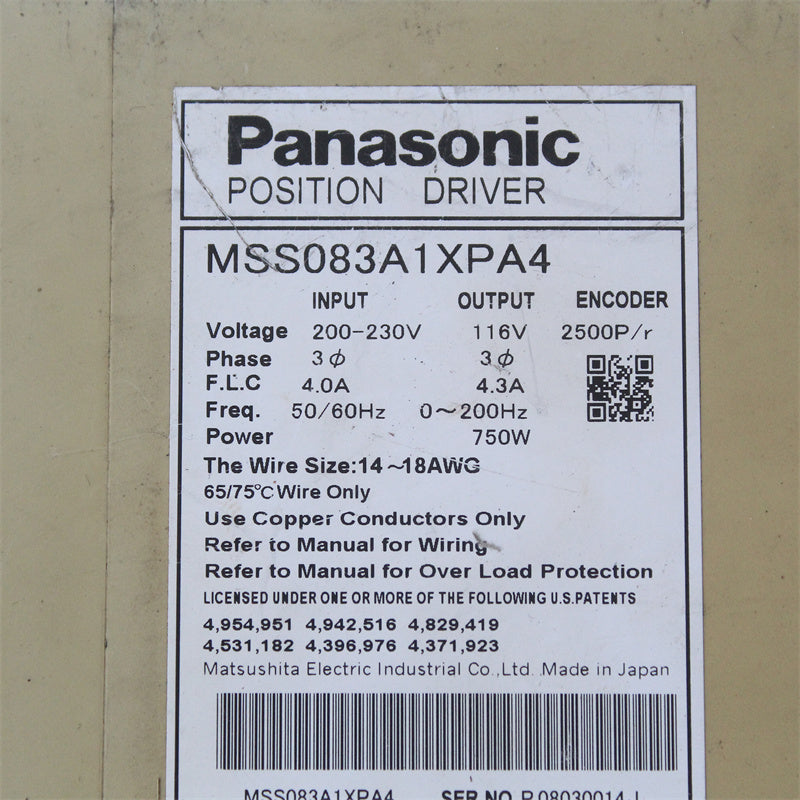 Panasonic
POSITION DRIVER
MSS083A1XPA4
INPUT OUTPUT ENCODER
Voltage 200-230V 116V 2500P/r
Phase 3ϕ 3ϕ
F.L.C 4.0A 4.3A
Freq. 50/60Hz 0~200Hz
Power 750W
The Wire Size:14~18AWG
65/75℃ Wire Only
Use Copper Conductors Only
Refer to Manual for Wiring
Refer to Manual for Over Load Protection
LICENSED UNDER ONE OR MORE OF THE FOLLOWING U.S.PATENTS
4,954,951 4,942,516 4,829,419
4,531,182 4,396,976 4,371,923
Matsushita Electric Industrial Co.,Ltd. Made in Japan
MSS083A1XPA4 SER.NO. P.08030014